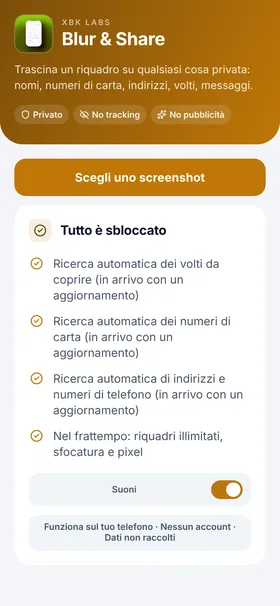 XBK LABS
Blur & Share
Trascina un riquadro su qualsiasi cosa privata:
nomi, numeri di carta, indirizzi, volti, messaggi.
Privato
No tracking
No pubblicità
Scegli uno screenshot
Tutto è sbloccato
Ricerca automatica dei volti da
coprire (in arrivo con un
aggiornamento)
Ricerca automatica dei numeri di
carta (in arrivo con un
aggiornamento)
Ricerca automatica di indirizzi e
numeri di telefono (in arrivo con un
aggiornamento)
Nel frattempo: riquadri illimitati,
sfocatura e pixel
Suoni
Funziona sul tuo telefono · Nessun account ·
Dati non raccolti